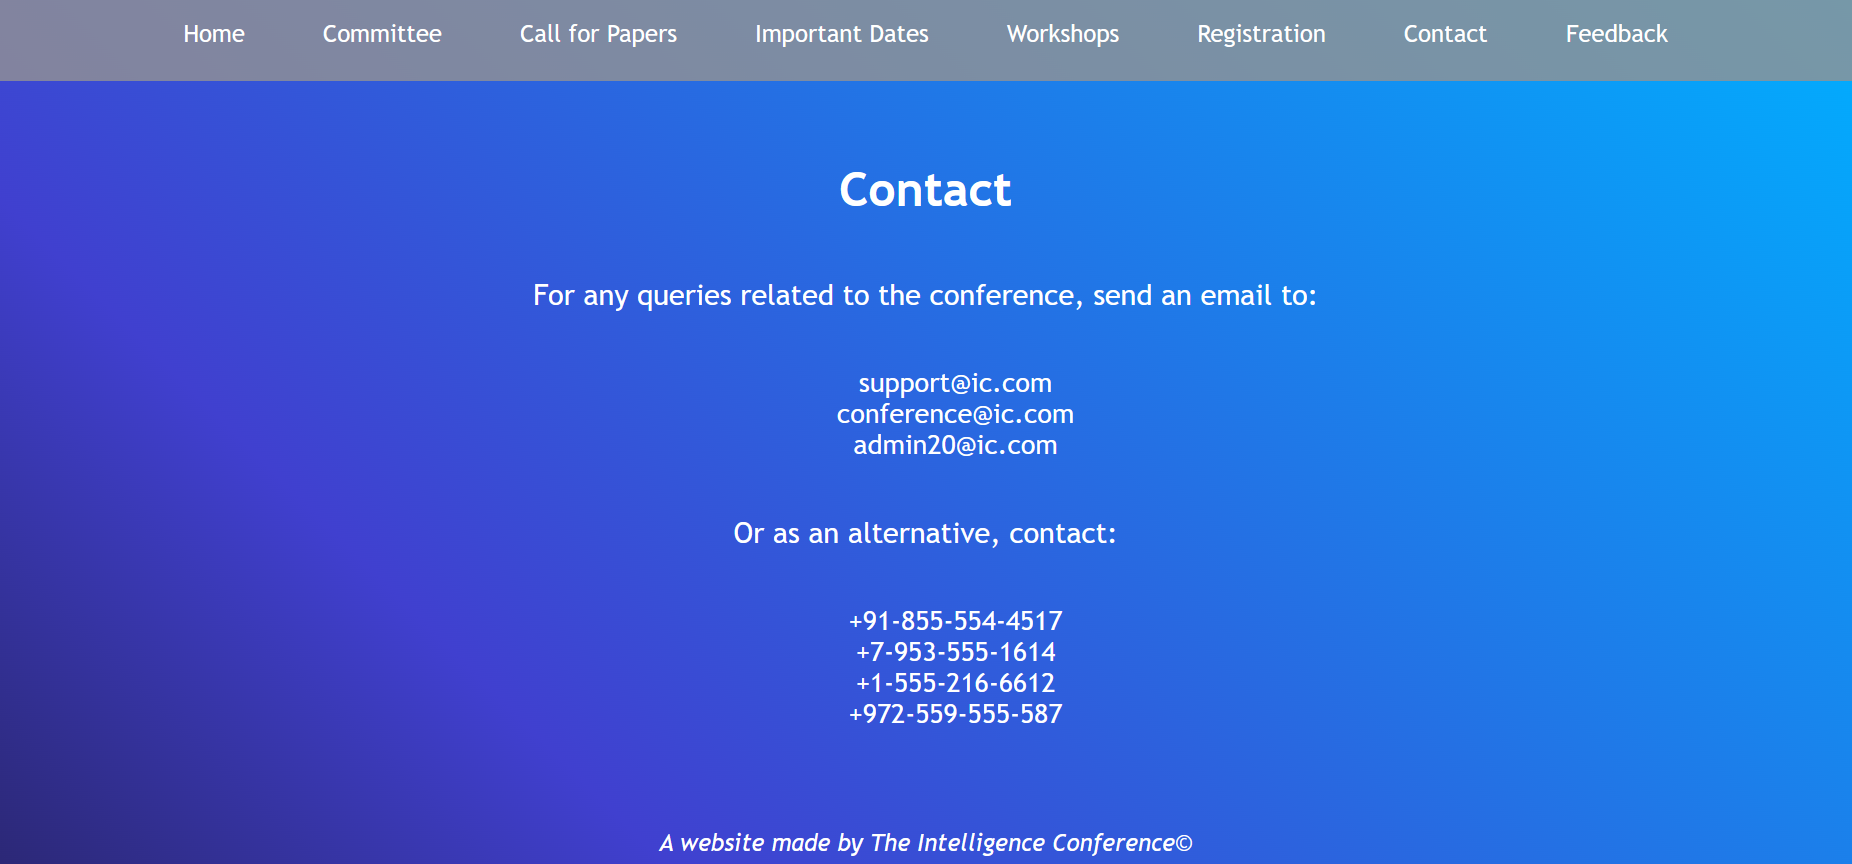 Home Committee Call for Papers Important Dates Workshops Registration Contact Feedback
Contact
For any queries related to the conference, send an email to:
support@ic.com
conference@ic.com
admin20@ic.com
Or as an alternative, contact:
+91-855-554-4517
+7-953-555-1614
+1-555-216-6612
+972-559-555-587
A website made by The Intelligence Conference©